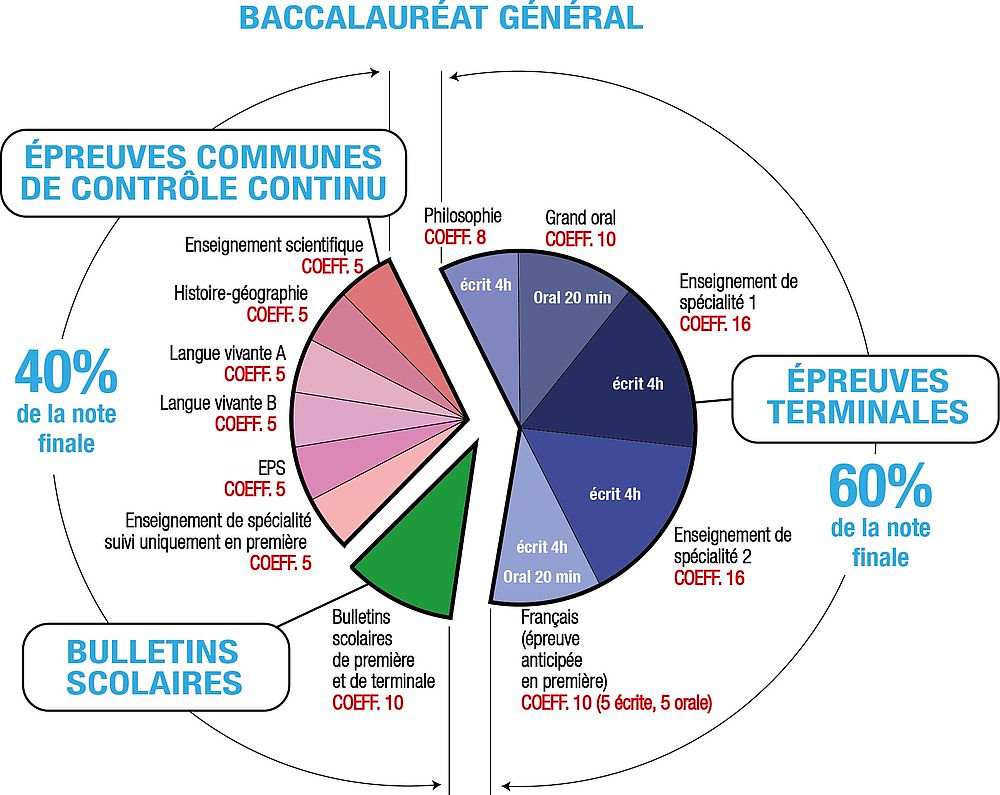 BACCALAURÉAT GÉNÉRAL
ÉPREUVES COMMUNES
DE CONTRÔLE CONTINU
Enseignement scientifique
COEFF. 5
Histoire-géographie
COEFF. 5
Langue vivante A
COEFF. 5
Langue vivante B
COEFF. 5
EPS
COEFF. 5
Enseignement de spécialité
suivi uniquement en première
COEFF. 5
40%
de la note
finale
BULLETINS
SCOLAIRES
Bulletins
scolaires
de première
et de terminale
COEFF. 10
Philosophie
COEFF. 8
écrit 4h
Grand oral
COEFF. 10
Oral 20 min
Enseignement de
spécialité 1
COEFF. 16
écrit 4h
ÉPREUVES
TERMINALES
60%
de la note
finale
écrit 4h
Enseignement de
spécialité 2
COEFF. 16
écrit 4h
Oral 20 min
Français
(épreuve
anticipée
en première)
COEFF. 10 (5 écrite, 5 orale)